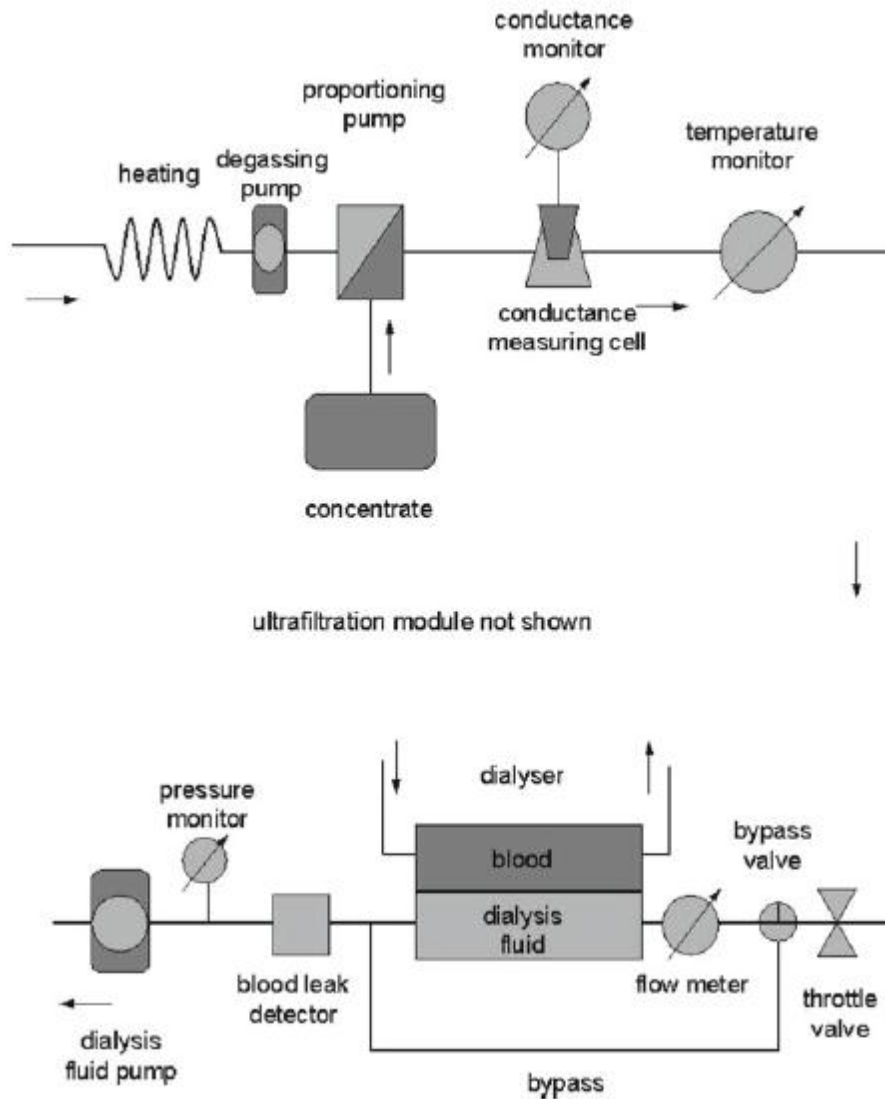 conductance
monitor
proportioning
pump
temperature
monitor
degassing
pump
heating
conductance
measuring cell
concentrate
ultrafiltration module not shown
dialyser
pressure
monitor
bypass
valve
blood
dialysis
fluid
blood leak
detector
flow meter
throttle
valve
dialysis
fluid pump
bypass